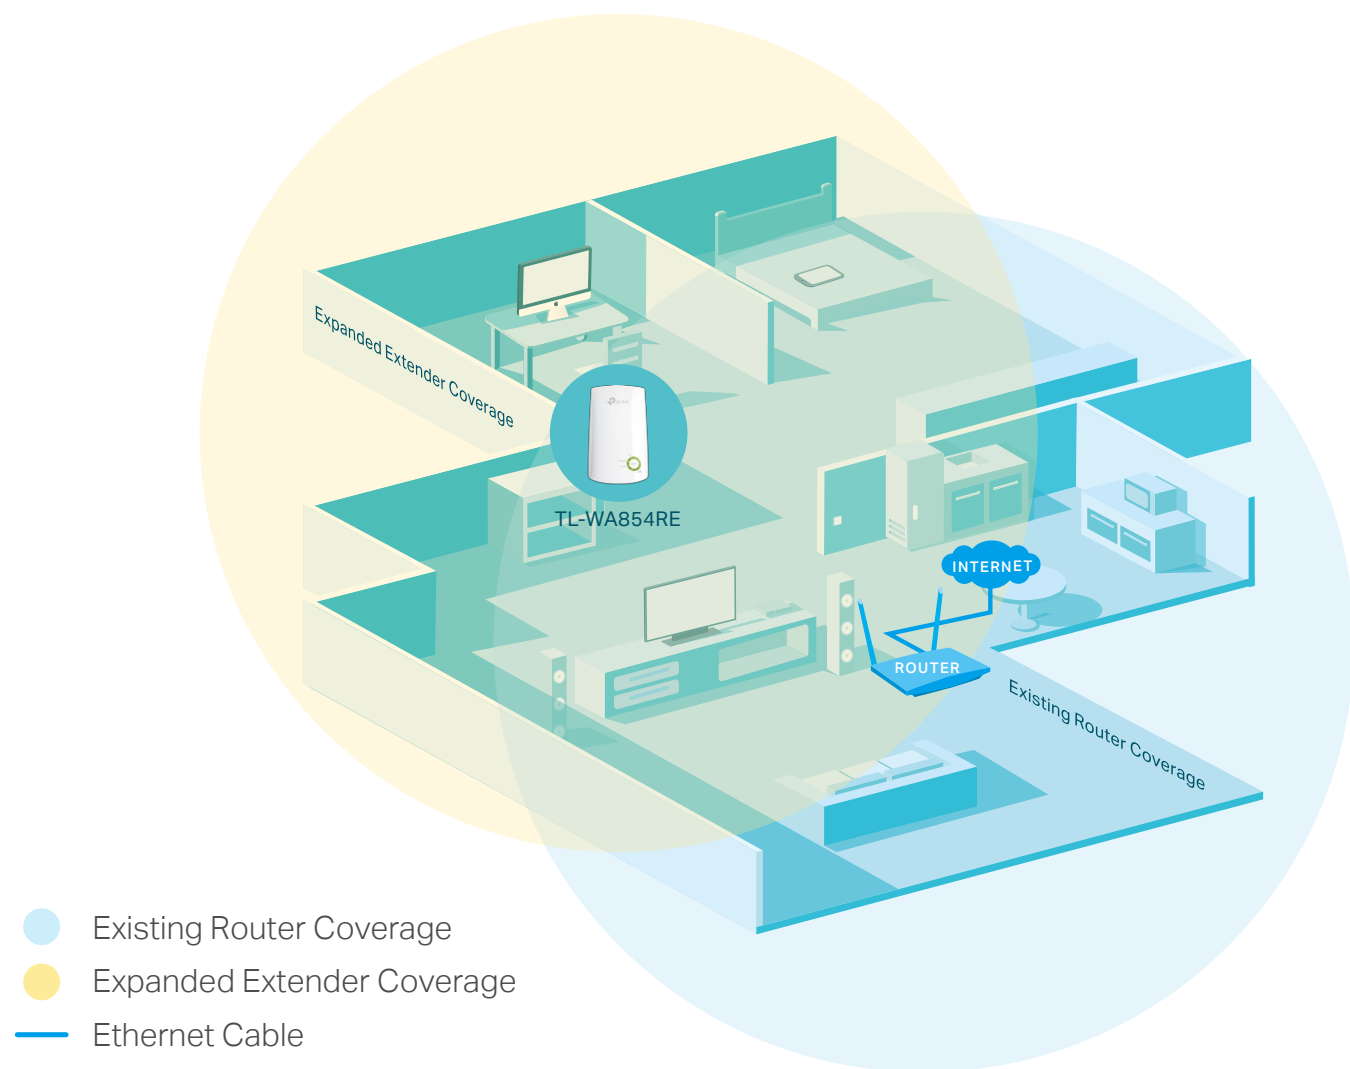 Expanded Extender Coverage
TL-WA854RE
INTERNET
ROUTER
Existing Router Coverage
Existing Router Coverage
Expanded Extender Coverage
Ethernet Cable